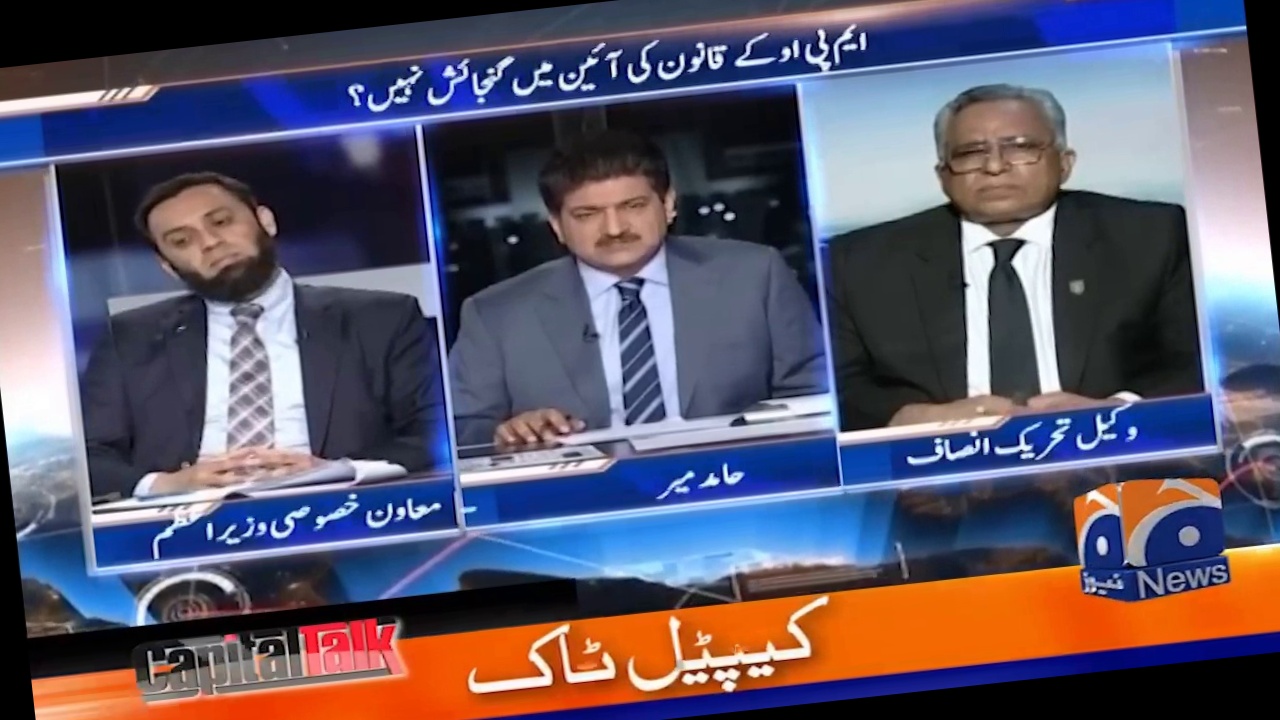 ایم پی او کے قانون کی آئین میں گنجائش نہیں؟
وکیل تحریک انصاف
حامد میر
معاون خصوصی وزیراعظم
جیو نیوز News
Capital Talk
کیپٹل ٹاک